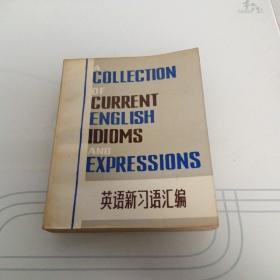 A
COLLECTION
OF
CURRENT
ENGLISH
IDIOMS
AND
EXPRESSIONS
英语新习语汇编